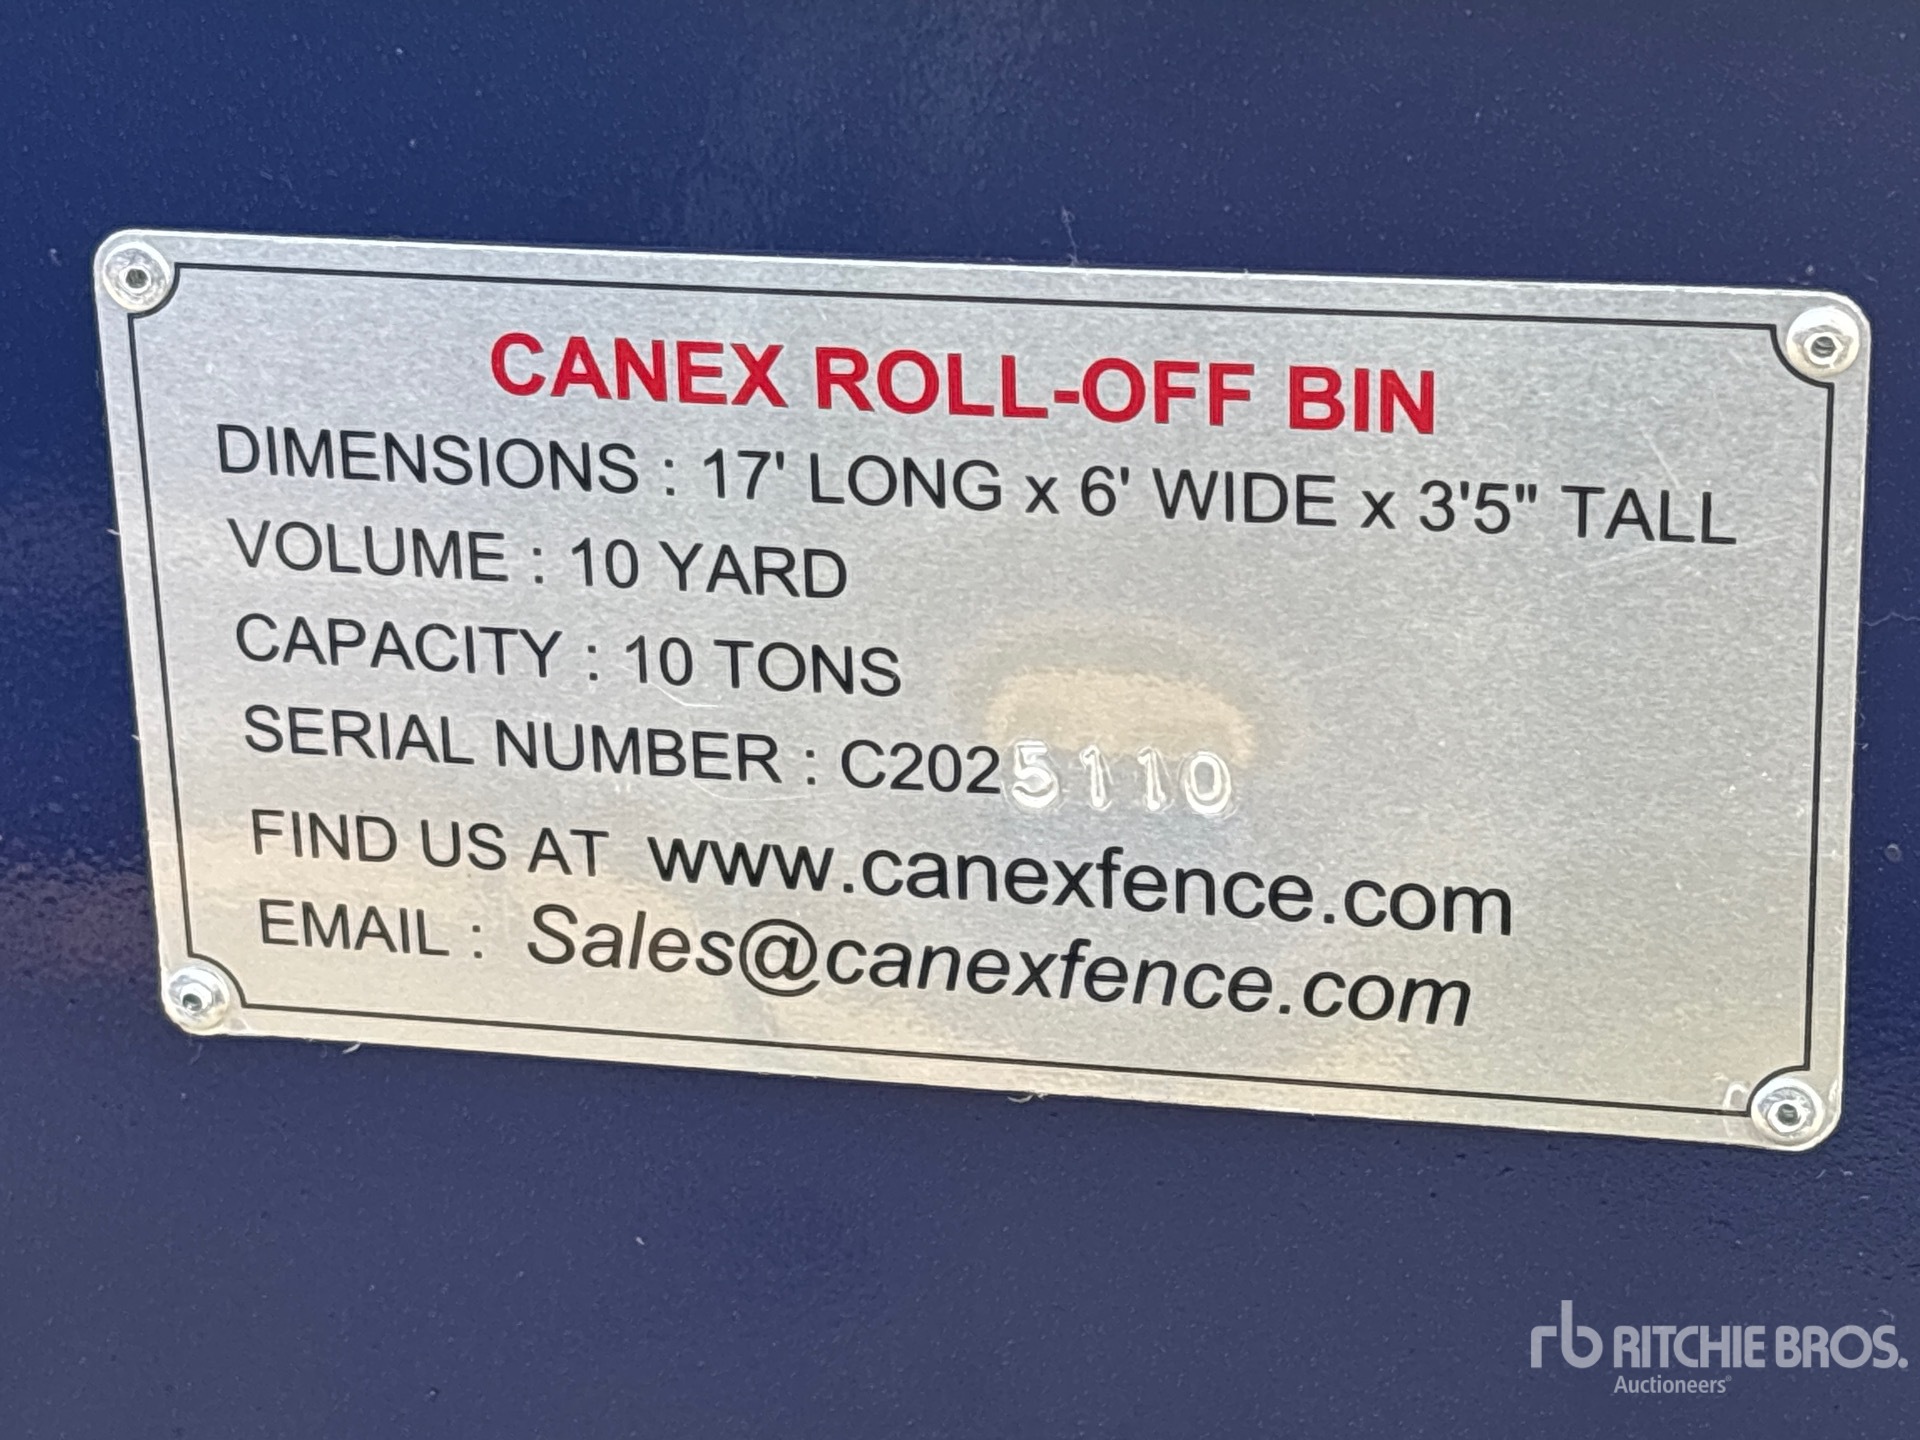 CANEX ROLL-OFF BIN
DIMENSIONS : 17' LONG x 6' WIDE x 3'5" TALL
VOLUME : 10 YARD
CAPACITY : 10 TONS
SERIAL NUMBER : C2025110
FIND US AT www.canexfence.com
EMAIL : Sales@canexfence.com
rb RITCHIE BROS.
Auctioneers